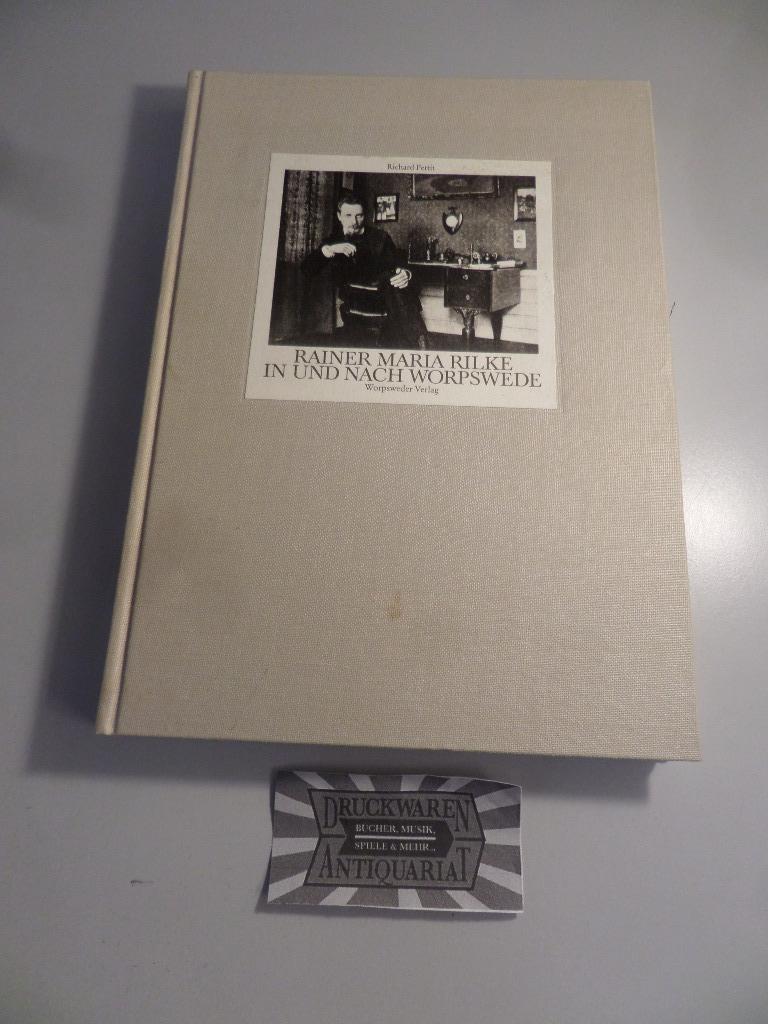 Richard Pettit
RAINER MARIA RILKE
IN UND NACH WORPSWEDE
Worpsweder Verlag
DRUCKWAREN
BÜCHER, MUSIK,
SPIELE & MEHR...
ANTIQUARIAT